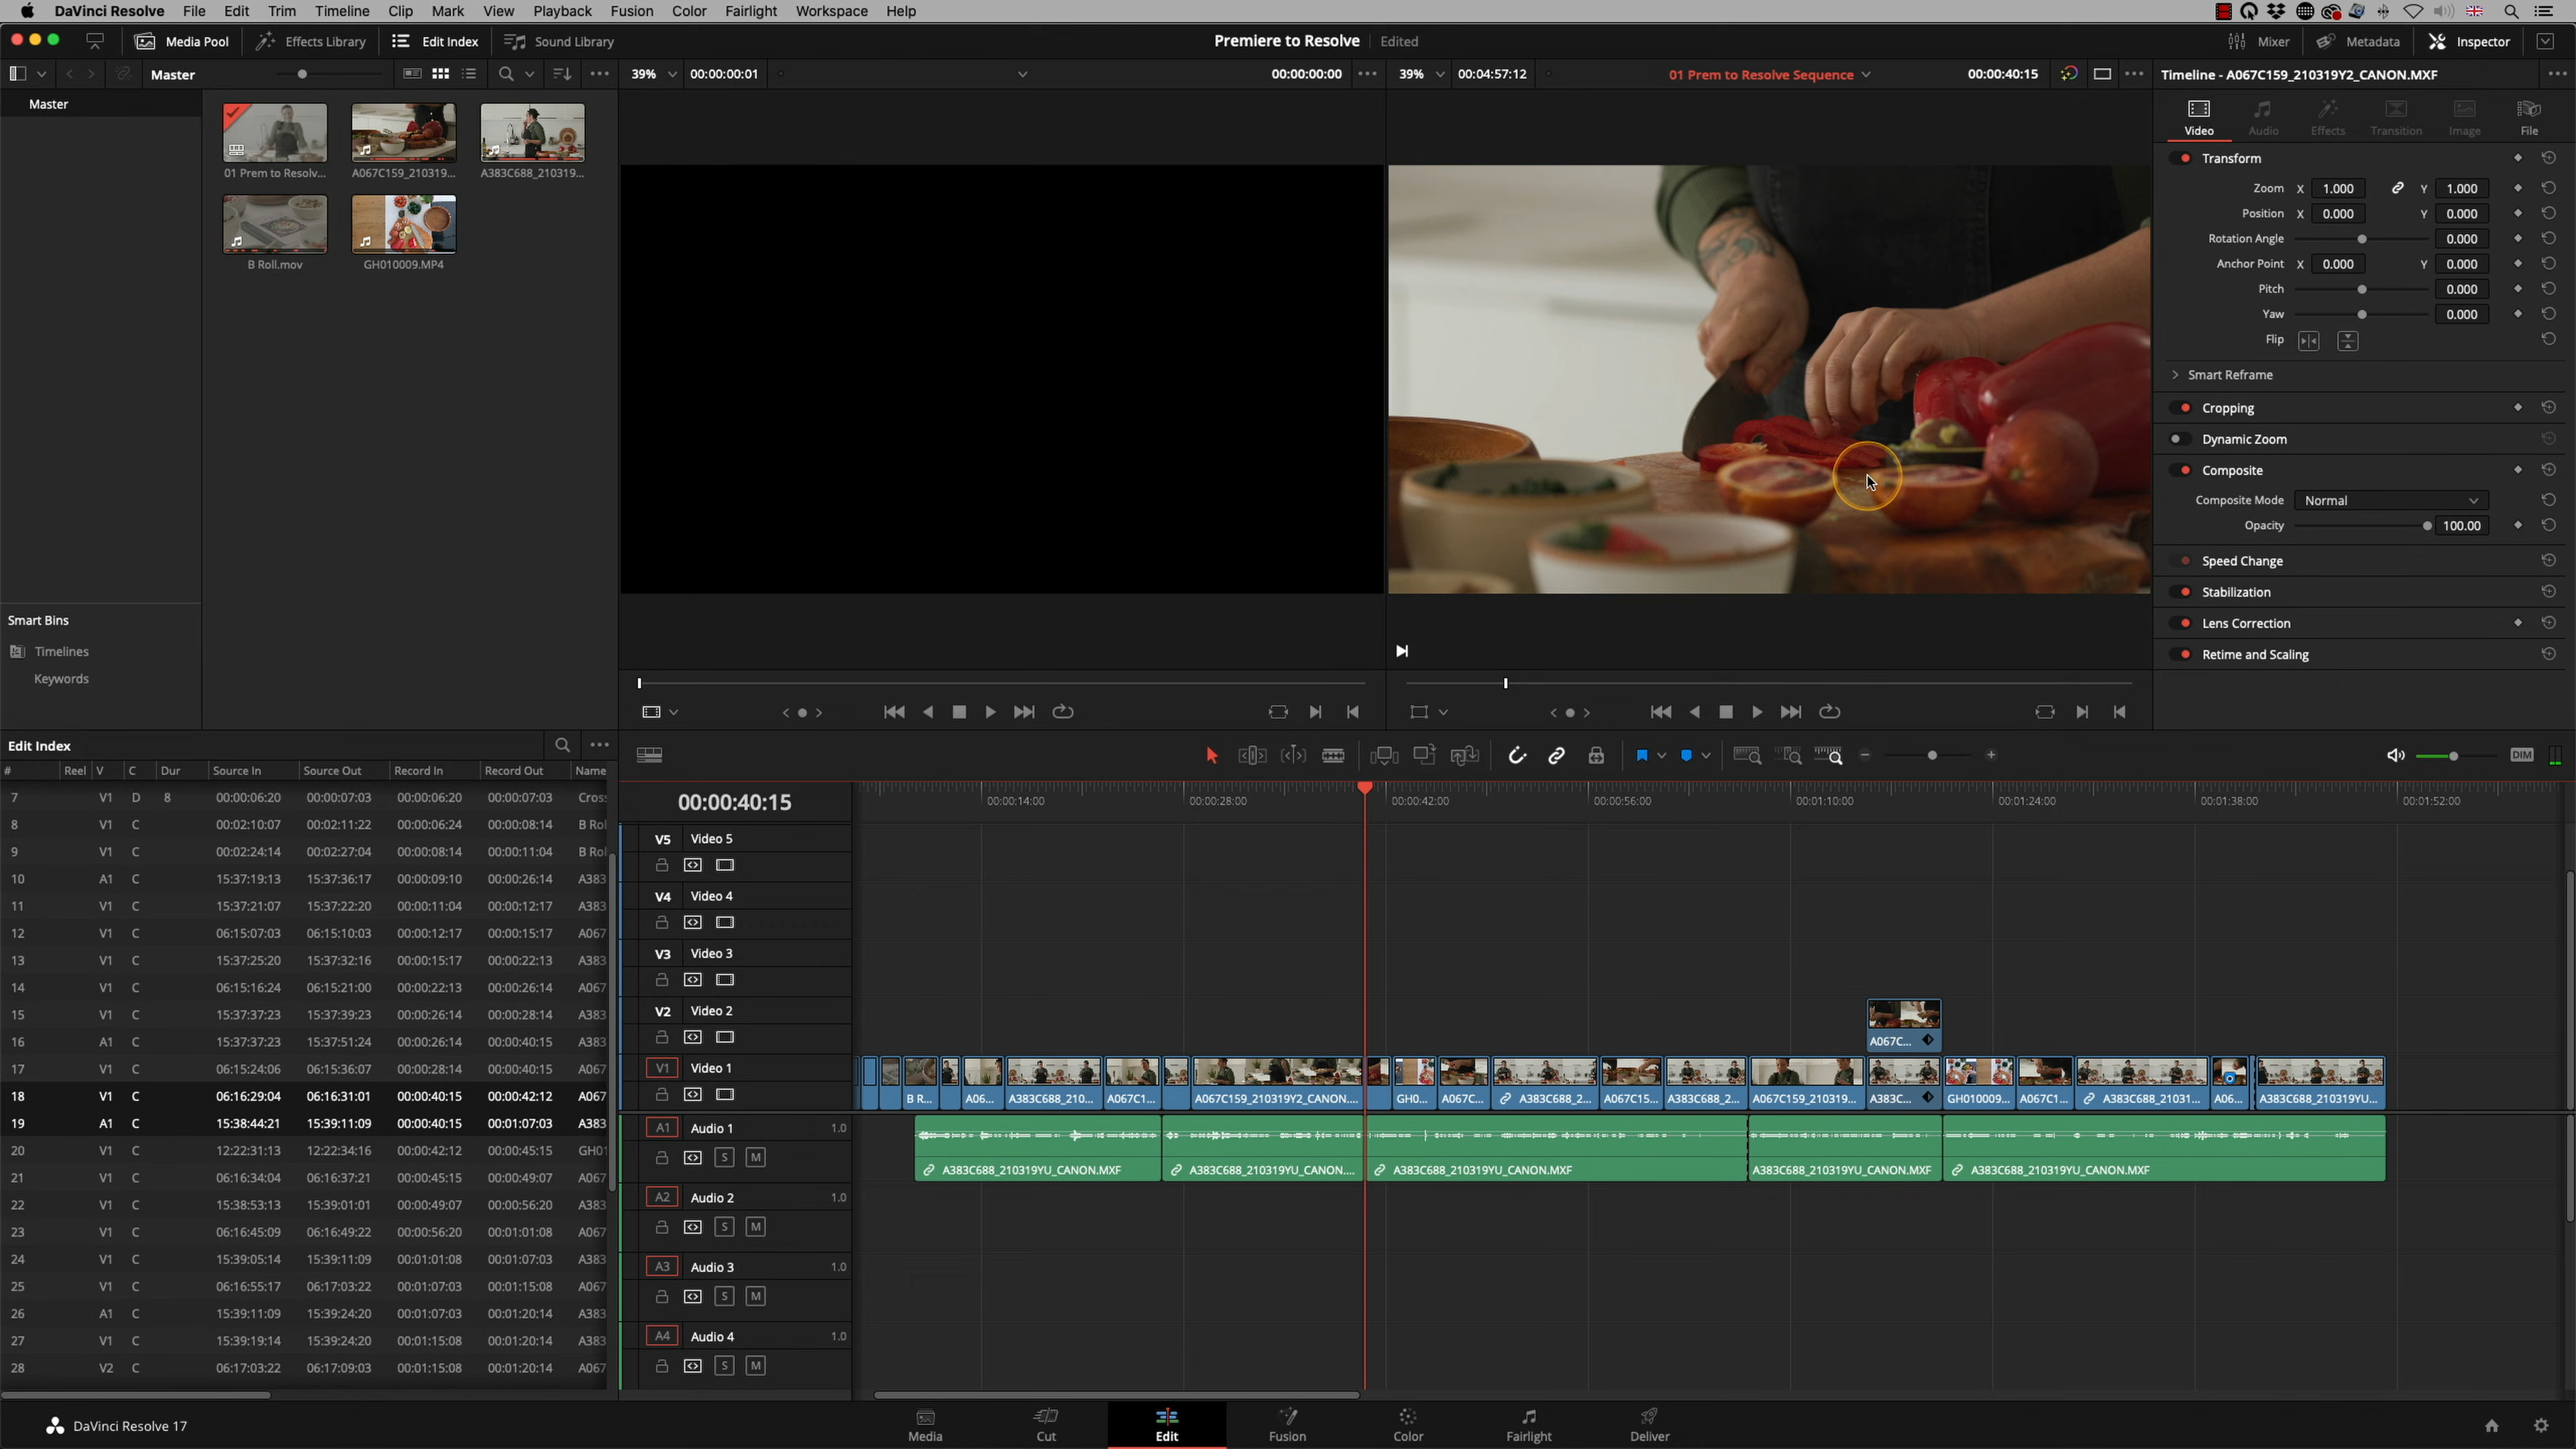 DaVinci Resolve File Edit Trim Timeline Clip Mark View Playback Fusion Color Fairlight Workspace Help
Media Pool Effects Library Edit Index Sound Library Premiere to Resolve Edited Mixer Metadata Inspector
Master 39% 00:00:00:01 00:00:00:00 39% 00:04:57:12 01 Prem to Resolve Sequence 00:00:40:15 Timeline - A067C159_210319Y2_CANON.MXF
Master
01 Prem to Resolv... A067C159_210319... A383C688_210319...
B Roll.mov GH010009.MP4
Smart Bins
Timelines
Keywords
Video Audio Effects Transition Image File
Transform
Zoom X 1.000 Y 1.000
Position X 0.000 Y 0.000
Rotation Angle 0.000
Anchor Point X 0.000 Y 0.000
Pitch 0.000
Yaw 0.000
Flip
Smart Reframe
Cropping
Dynamic Zoom
Composite
Composite Mode Normal
Opacity 100.00
Speed Change
Stabilization
Lens Correction
Retime and Scaling
Edit Index
# Reel V C Dur Source In Source Out Record In Record Out Name
7 V1 D 8 00:00:06:20 00:00:07:03 00:00:06:20 00:00:07:03 Cros
8 V1 C 00:02:10:07 00:02:11:22 00:00:06:24 00:00:08:14 B Rol
9 V1 C 00:02:24:14 00:02:27:04 00:00:08:14 00:00:11:04 B Rol
10 A1 C 15:37:19:13 15:37:36:17 00:00:09:10 00:00:26:14 A383
11 V1 C 15:37:21:07 15:37:22:20 00:00:11:04 00:00:12:17 A383
12 V1 C 06:15:07:03 06:15:10:03 00:00:12:17 00:00:15:17 A067
13 V1 C 15:37:25:20 15:37:32:16 00:00:15:17 00:00:22:13 A383
14 V1 C 06:15:16:24 06:15:21:00 00:00:22:13 00:00:26:14 A067
15 V1 C 15:37:37:23 15:37:39:23 00:00:26:14 00:00:28:14 A383
16 A1 C 15:37:37:23 15:37:51:24 00:00:26:14 00:00:40:15 A383
17 V1 C 06:15:24:06 06:15:36:07 00:00:28:14 00:00:40:15 A067
18 V1 C 06:16:29:04 06:16:31:01 00:00:40:15 00:00:42:12 A067
19 A1 C 15:38:44:21 15:39:11:09 00:00:40:15 00:01:07:03 A383
20 V1 C 12:22:31:13 12:22:34:16 00:00:42:12 00:00:45:15 GH01
21 V1 C 06:16:34:04 06:16:37:21 00:00:45:15 00:00:49:07 A067
22 V1 C 15:38:53:13 15:39:01:01 00:00:49:07 00:00:56:20 A383
23 V1 C 06:16:45:09 06:16:49:22 00:00:56:20 00:01:01:08 A067
24 V1 C 15:39:05:14 15:39:11:09 00:01:01:08 00:01:07:03 A383
25 V1 C 06:16:55:17 06:17:03:22 00:01:07:03 00:01:15:08 A067
26 A1 C 15:39:11:09 15:39:24:20 00:01:07:03 00:01:20:14 A383
27 V1 C 15:39:19:14 15:39:24:20 00:01:15:08 00:01:20:14 A383
28 V2 C 06:17:03:22 06:17:09:03 00:01:15:08 00:01:20:14 A067
DIM
00:00:40:15 00:00:14:00 00:00:28:00 00:00:42:00 00:00:56:00 00:01:10:00 00:01:24:00 00:01:38:00 00:01:52:00
V5 Video 5
V4 Video 4
V3 Video 3
V2 Video 2
A067C...
V1 Video 1
B R... A06... A383C688_210... A067C1... A067C159_210319Y2_CANON.... GH0... A067C... A383C688_2... A067C15... A383C688_2... A067C159_210319... A383C... GH010009... A067C1... A383C688_21031... A06... A383C688_210319YU...
A1 Audio 1
S M
A383C688_210319YU_CANON.MXF A383C688_210319YU_CANON.... A383C688_210319YU_CANON.MXF A383C688_210319YU_CANON.MXF A383C688_210319YU_CANON.MXF
A2 Audio 2 1.0
S M
A3 Audio 3 1.0
S M
A4 Audio 4 1.0
S M
DaVinci Resolve 17 Media Cut Edit Fusion Color Fairlight Deliver